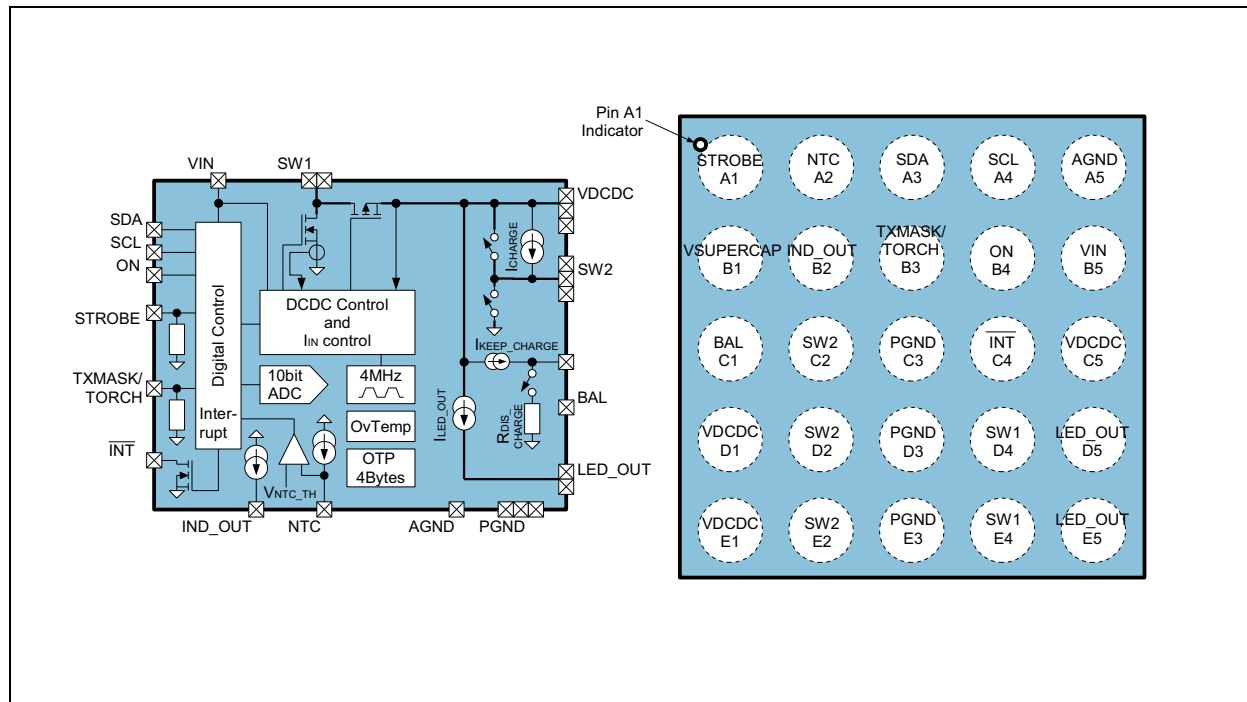 VIN
SW1
VDCDC
SDA
SCL
ON
ICHARGE
SW2
STROBE
Digital Control
DCDC Control
and
IIN control
IKEEP_CHARGE
TXMASK/
TORCH
10bit
ADC
4MHz
ILED_OUT
RDIS_
CHARGE
BAL
Inter-
rupt
OvTemp
INT
OTP
4Bytes
LED_OUT
VNTC_TH
IND_OUT
NTC
AGND
PGND
Pin A1
Indicator
STROBE
A1
NTC
A2
SDA
A3
SCL
A4
AGND
A5
VSUPERCAP
B1
IND_OUT
B2
TXMASK/
TORCH
B3
ON
B4
VIN
B5
BAL
C1
SW2
C2
PGND
C3
INT
C4
VDCDC
C5
VDCDC
D1
SW2
D2
PGND
D3
SW1
D4
LED_OUT
D5
VDCDC
E1
SW2
E2
PGND
E3
SW1
E4
LED_OUT
E5